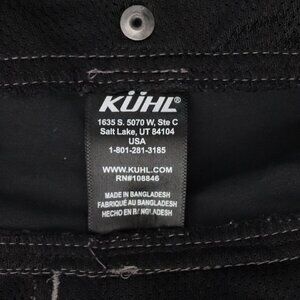 KÜHL®
1635 S. 5070 W, Ste C
Salt Lake, UT 84104
USA
1-801-281-3185
WWW.KUHL.COM
RN#108846
MADE IN BANGLADESH
FABRIQUÉ AU BANGLADESH
HECHO EN BANGLADESH